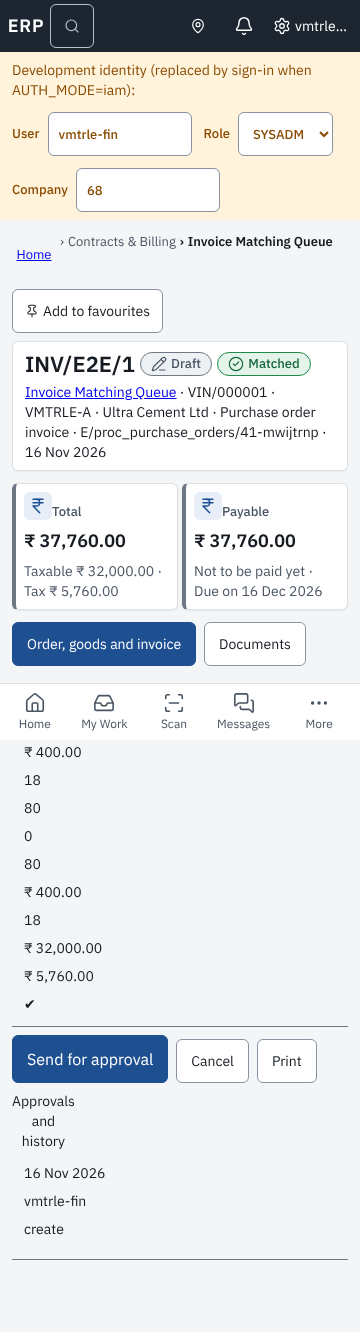 ERP
vmtrle...
Development identity (replaced by sign-in when
AUTH_MODE=iam):
User vmtrle-fin Role SYSADM
Company 68
Home › Contracts & Billing › Invoice Matching Queue
Add to favourites
INV/E2E/1 Draft Matched
Invoice Matching Queue · VIN/000001 ·
VMTRLE-A · Ultra Cement Ltd · Purchase order
invoice · E/proc_purchase_orders/41-mwijtrnp ·
16 Nov 2026
₹ Total
₹ 37,760.00
Taxable ₹ 32,000.00 ·
Tax ₹ 5,760.00
₹ Payable
₹ 37,760.00
Not to be paid yet ·
Due on 16 Dec 2026
Order, goods and invoice Documents
Home My Work Scan Messages More
₹ 400.00
18
80
0
80
₹ 400.00
18
₹ 32,000.00
₹ 5,760.00
✔
Send for approval Cancel Print
Approvals
and
history
16 Nov 2026
vmtrle-fin
create